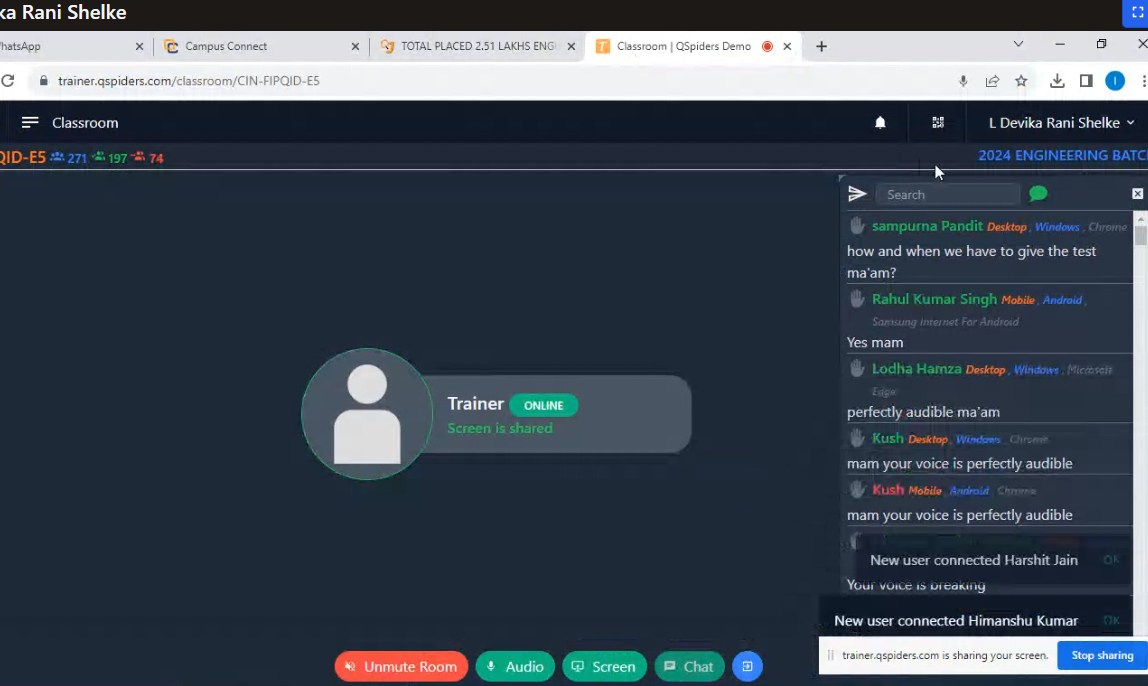 ka Rani Shelke
hatsApp
Campus Connect
TOTAL PLACED 2.51 LAKHS ENG
Classroom | QSpiders Demo
trainer.qspiders.com/classroom/CIN-FIPQID-E5
I
Classroom
L Devika Rani Shelke
QID-E5 271 197 74
2024 ENGINEERING BATC
Search
sampurna Pandit Desktop , Windows , Chrome
how and when we have to give the test
ma'am?
Rahul Kumar Singh Mobile , Android ,
Samsung Internet For Android
Yes mam
Lodha Hamza Desktop , Windows , Microsoft
Edge
perfectly audible ma'am
Kush Desktop , Windows , Chrome
mam your voice is perfectly audible
Kush Mobile , Android , Chrome
mam your voice is perfectly audible
Trainer ONLINE
Screen is shared
New user connected Harshit Jain OK
Your voice is breaking
New user connected Himanshu Kumar OK
trainer.qspiders.com is sharing your screen. Stop sharing
Unmute Room Audio Screen Chat